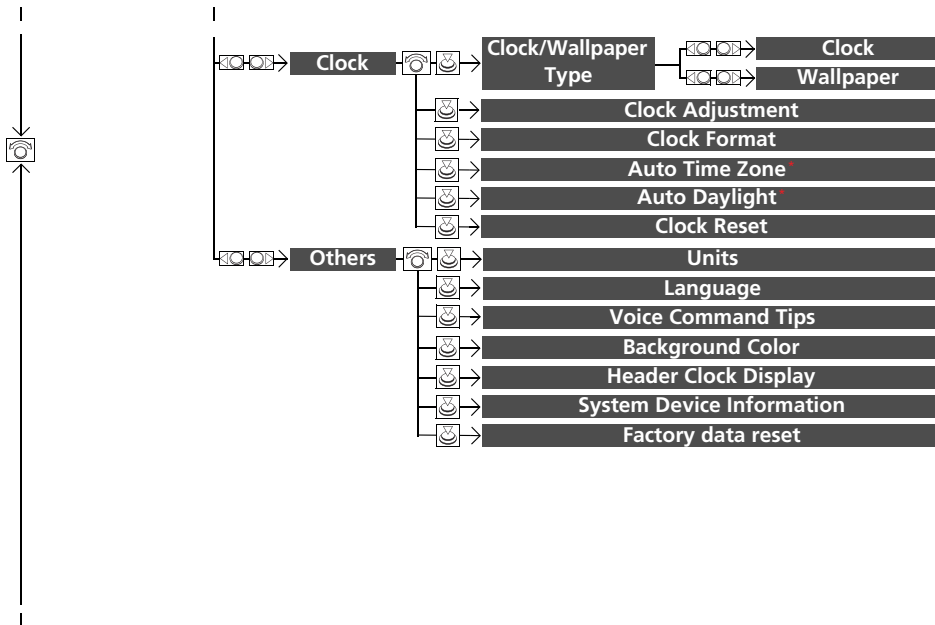 Clock
Clock/Wallpaper
Type
Clock
Wallpaper
Clock Adjustment
Clock Format
Auto Time Zone*
Auto Daylight*
Clock Reset
Others
Units
Language
Voice Command Tips
Background Color
Header Clock Display
System Device Information
Factory data reset